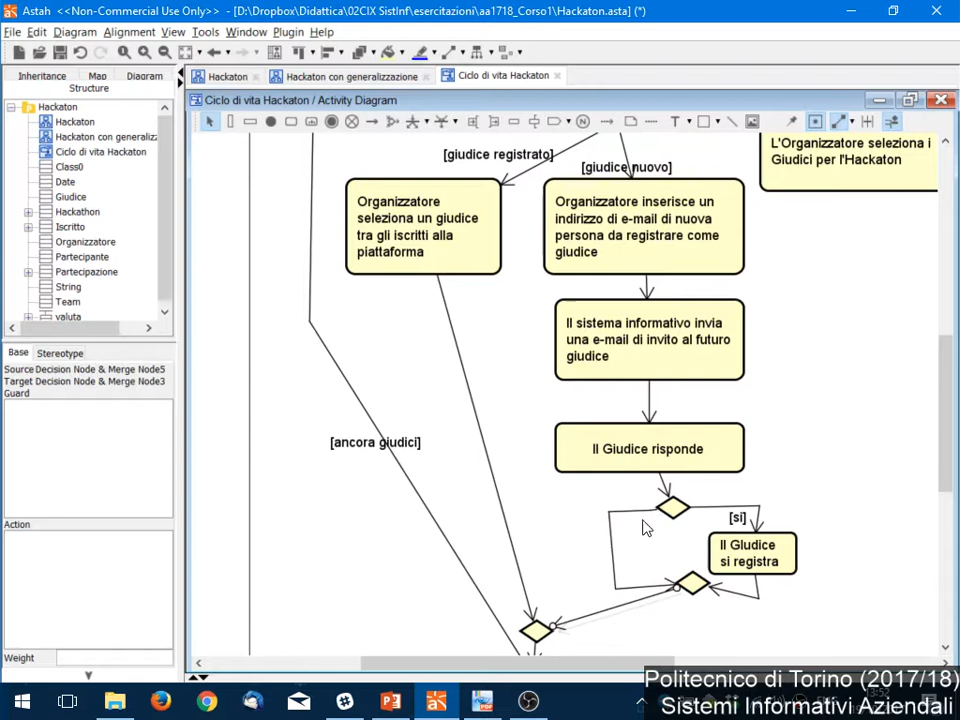 Astah <<Non-Commercial Use Only>> - [D:\Dropbox\Didattica\02CIX SistInf\esercitazioni\aa1718_Corso1\Hackaton.asta] (*)
File Edit Diagram Alignment View Tools Window Plugin Help
Inheritance Map Diagram
Structure
Hackaton
Hackaton con generalizzazione
Ciclo di vita Hackaton
Ciclo di vita Hackaton / Activity Diagram
Hackaton
Hackaton
Hackaton con generaliz
Ciclo di vita Hackaton
Class0
Date
Giudice
Hackathon
Iscritto
Organizzatore
Partecipante
Partecipazione
String
Team
valuta
Base Stereotype
Source Decision Node & Merge Node5
Target Decision Node & Merge Node3
Guard
Action
Weight
[giudice registrato]
[giudice nuovo]
L'Organizzatore seleziona i
Giudici per l'Hackaton
Organizzatore
seleziona un giudice
tra gli iscritti alla
piattaforma
Organizzatore inserisce un
indirizzo di e-mail di nuova
persona da registrare come
giudice
Il sistema informativo invia
una e-mail di invito al futuro
giudice
[ancora giudici]
Il Giudice risponde
[si]
Il GIudice
si registra
Politecnico di Torino (2017/18)
Sistemi Informativi Aziendali